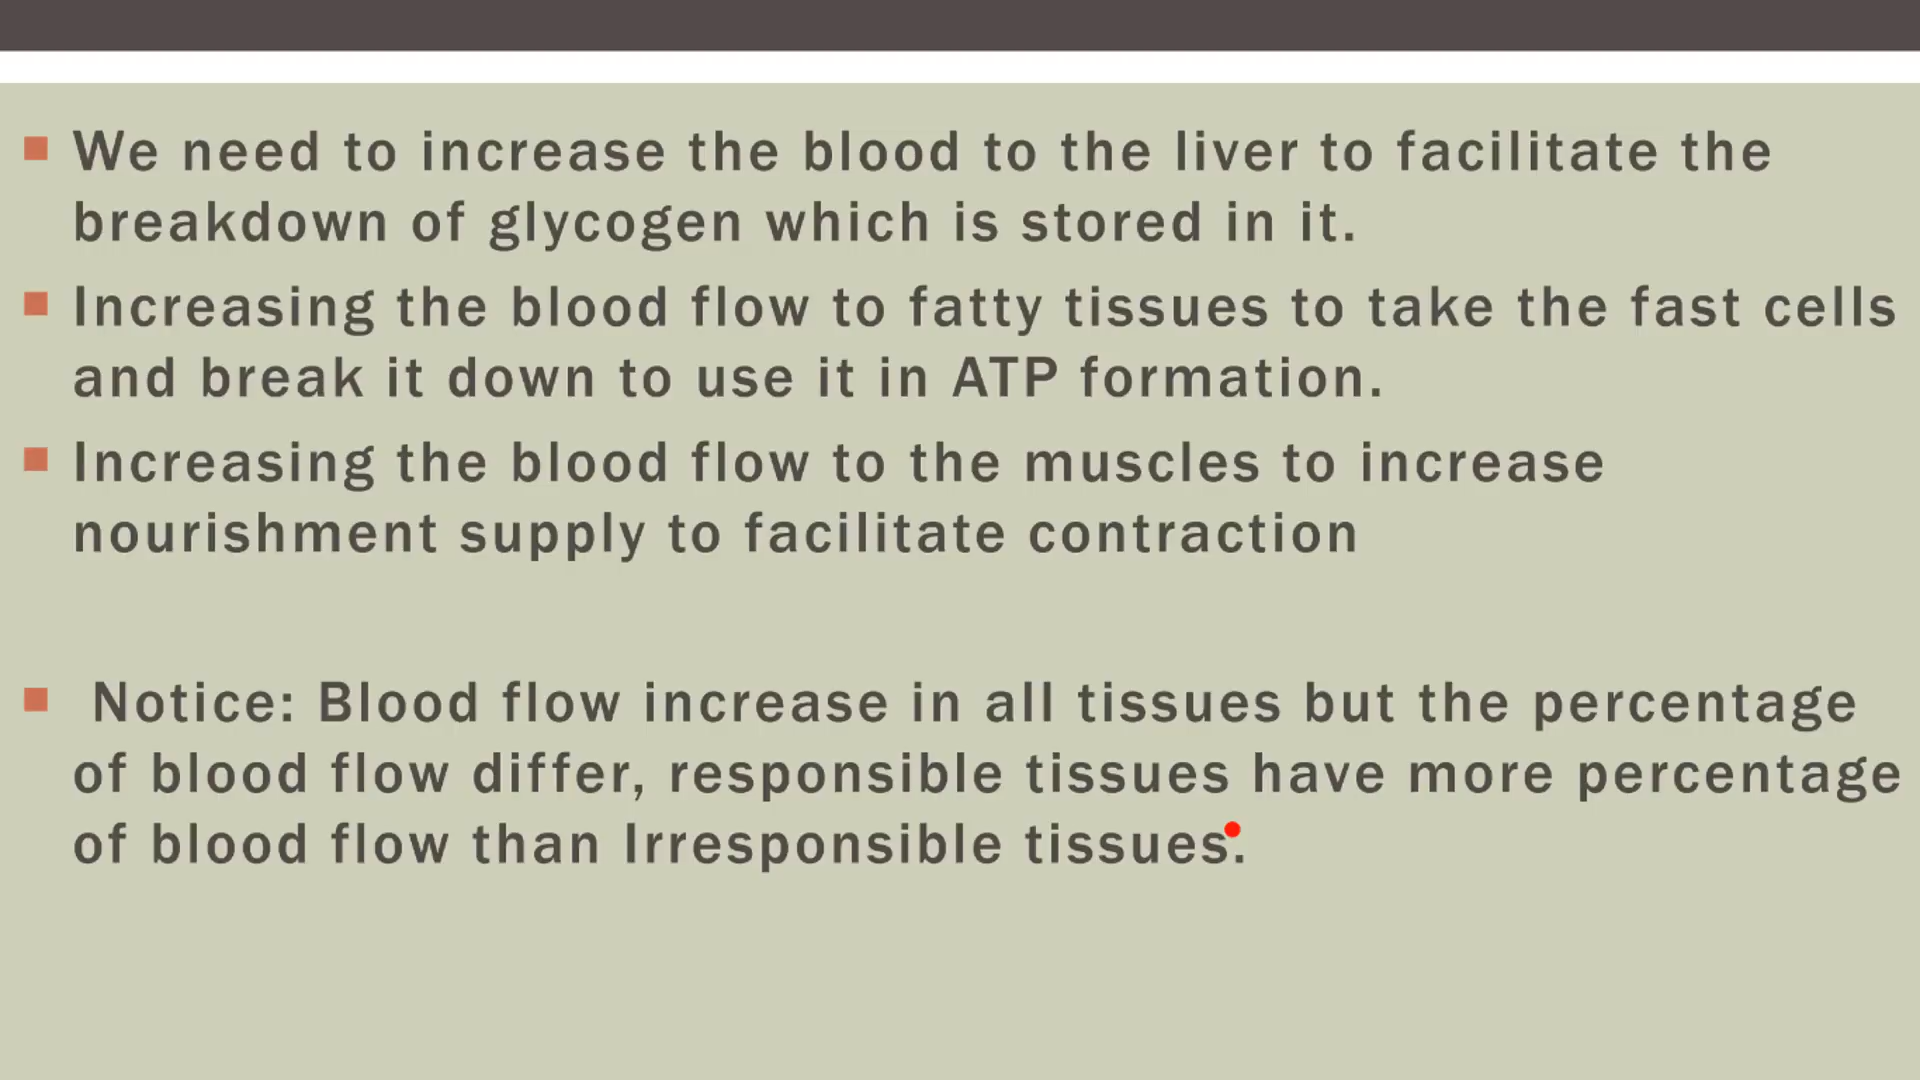 We need to increase the blood to the liver to facilitate the
breakdown of glycogen which is stored in it.
Increasing the blood flow to fatty tissues to take the fast cells
and break it down to use it in ATP formation.
Increasing the blood flow to the muscles to increase
nourishment supply to facilitate contraction
Notice: Blood flow increase in all tissues but the percentage
of blood flow differ, responsible tissues have more percentage
of blood flow than Irresponsible tissues.